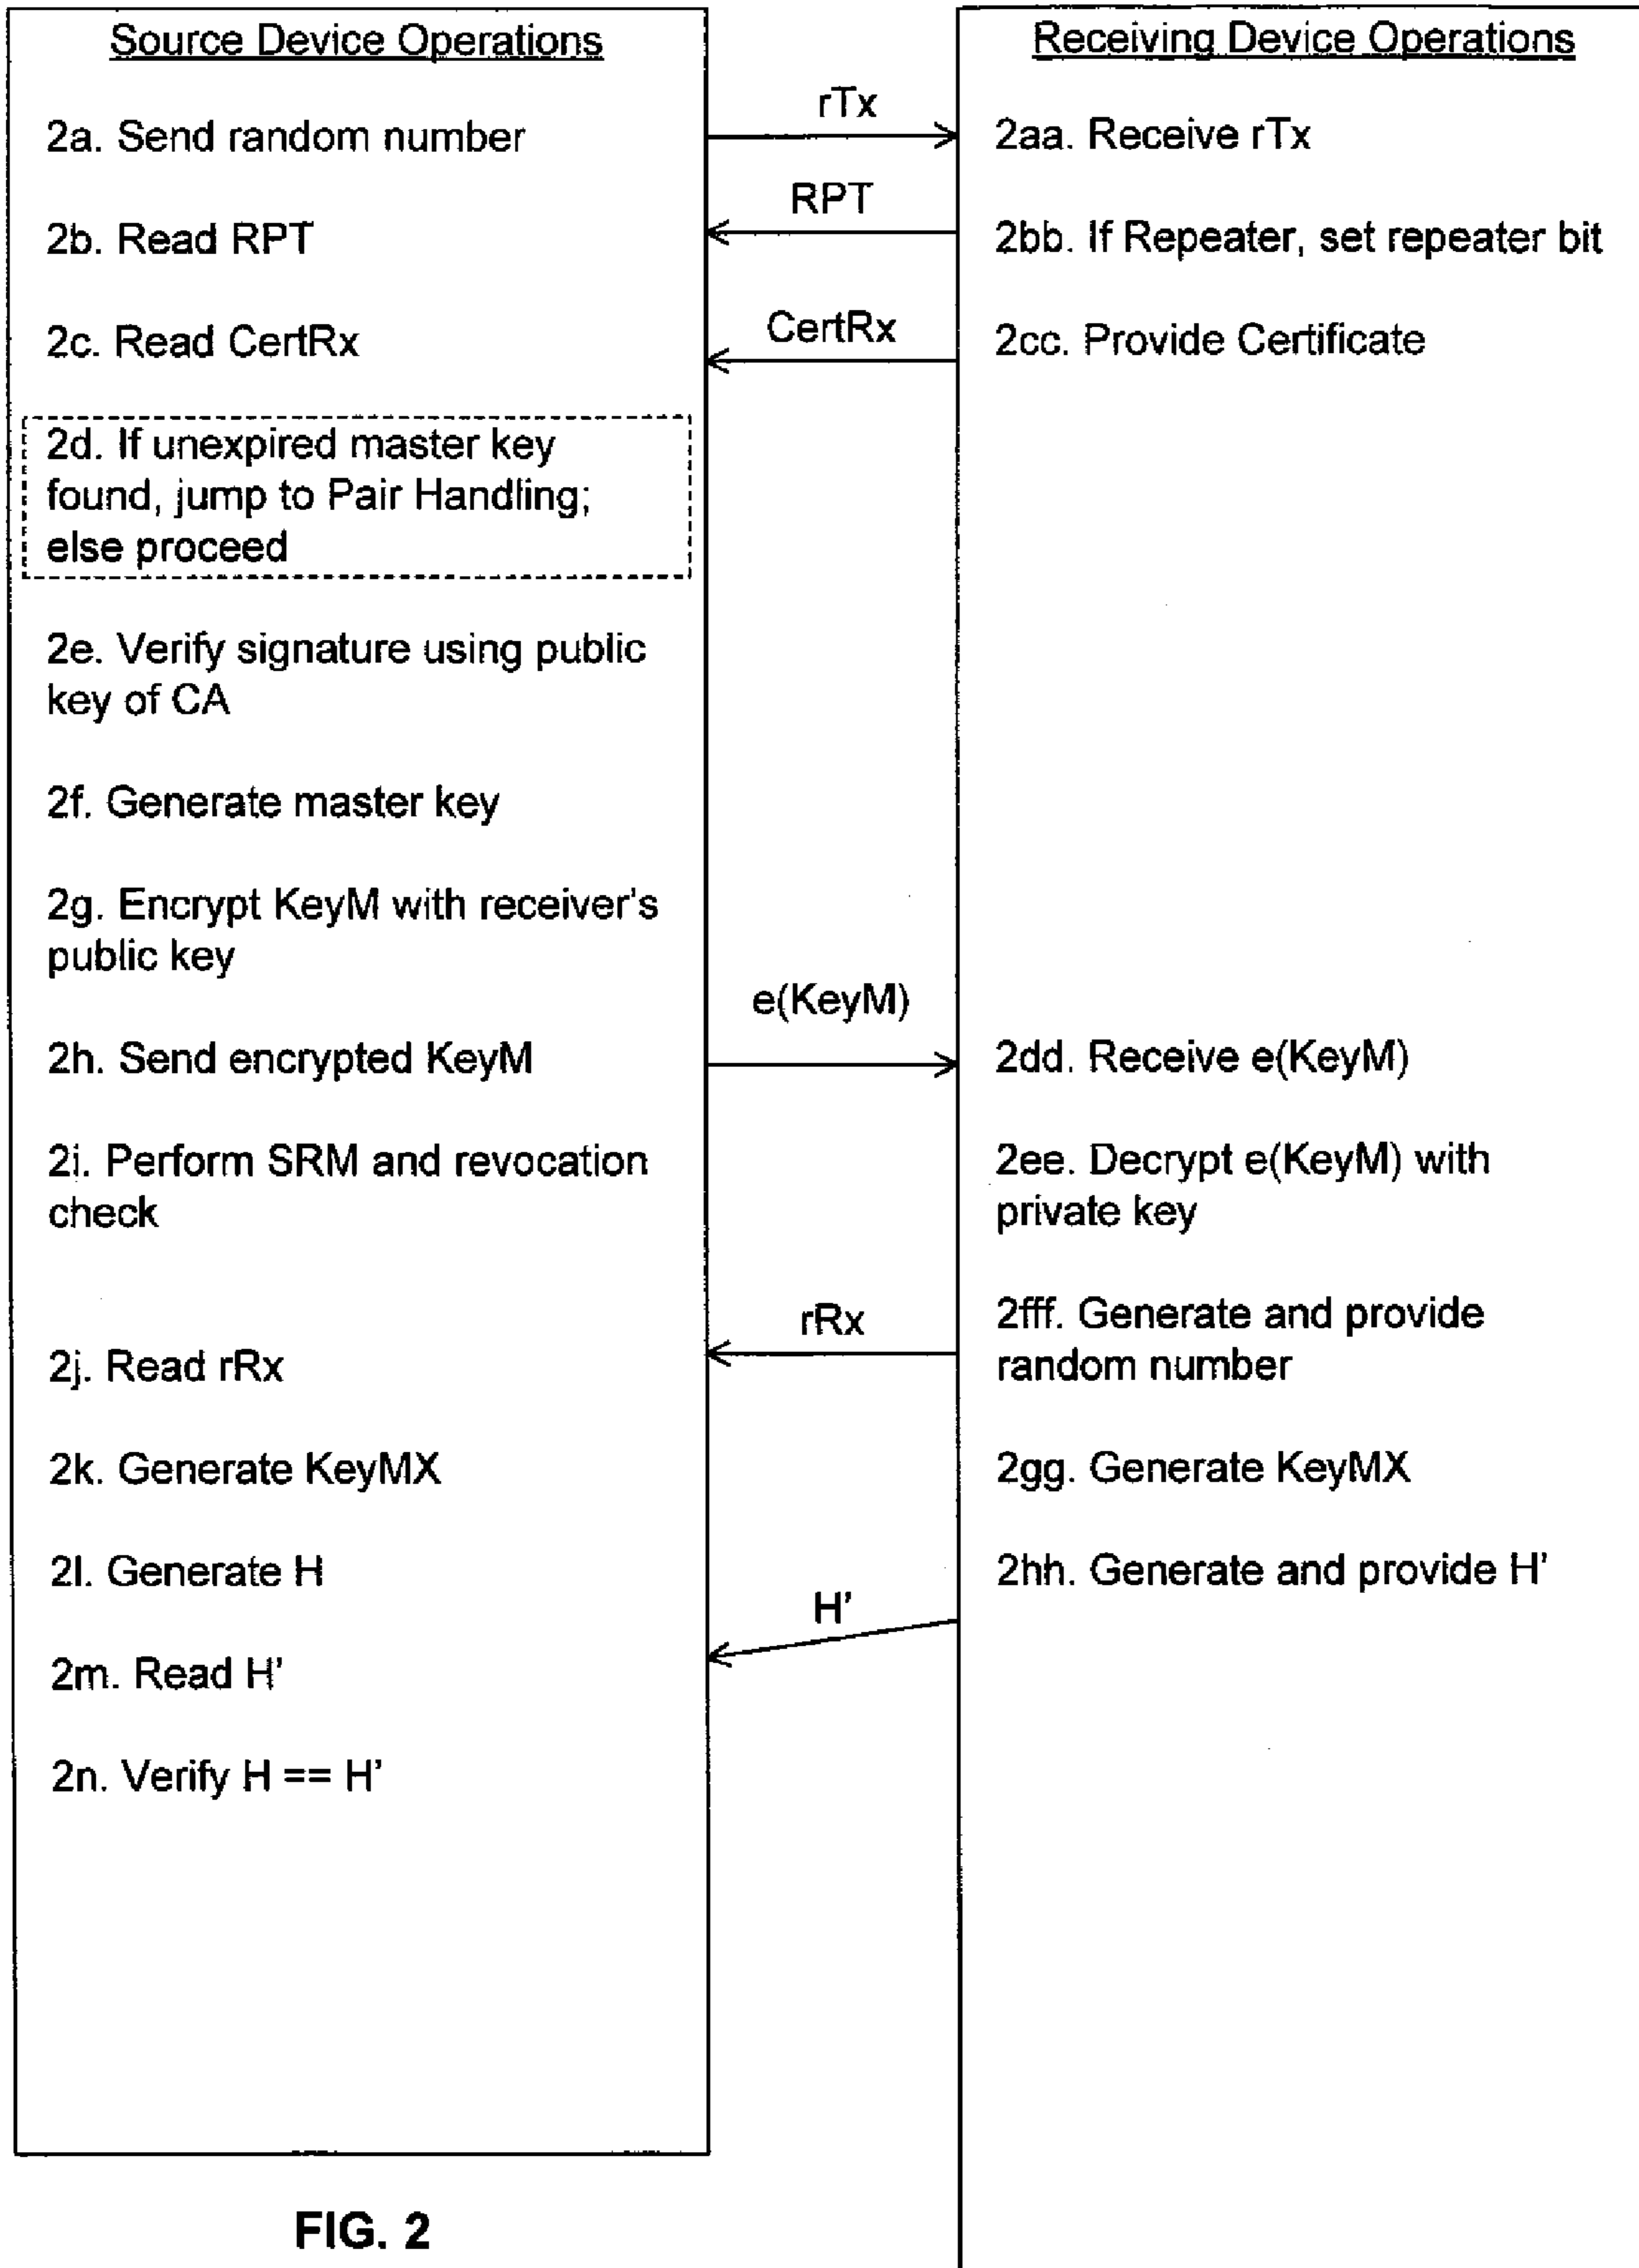 Source Device Operations
2a. Send random number
2b. Read RPT
2c. Read CertRx
2d. If unexpired master key
found, jump to Pair Handling;
else proceed
2e. Verify signature using public
key of CA
2f. Generate master key
2g. Encrypt KeyM with receiver's
public key
2h. Send encrypted KeyM
2i. Perform SRM and revocation
check
2j. Read rRx
2k. Generate KeyMX
2l. Generate H
2m. Read H'
2n. Verify H == H'
rTx
RPT
CertRx
e(KeyM)
rRx
H'
Receiving Device Operations
2aa. Receive rTx
2bb. If Repeater, set repeater bit
2cc. Provide Certificate
2dd. Receive e(KeyM)
2ee. Decrypt e(KeyM) with
private key
2fff. Generate and provide
random number
2gg. Generate KeyMX
2hh. Generate and provide H'
FIG. 2